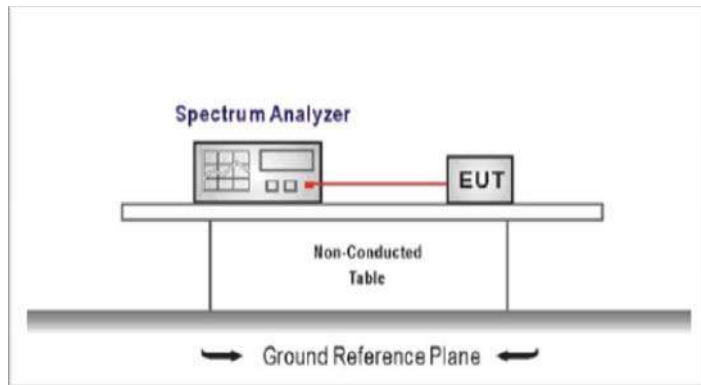 Spectrum Analyzer
EUT
Non-Conducted
Table
Ground Reference Plane